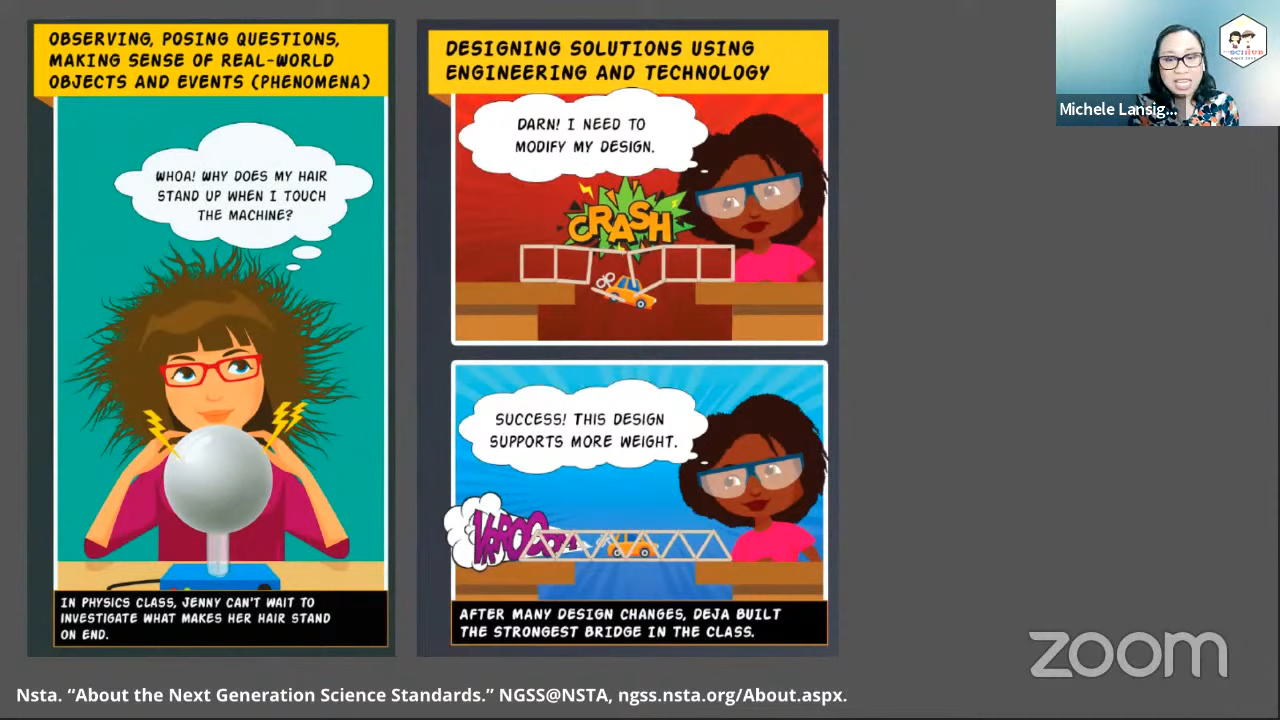 OBSERVING, POSING QUESTIONS,
MAKING SENSE OF REAL-WORLD
OBJECTS AND EVENTS (PHENOMENA)
WHOA! WHY DOES MY HAIR
STAND UP WHEN I TOUCH
THE MACHINE?
IN PHYSICS CLASS, JENNY CAN'T WAIT TO
INVESTIGATE WHAT MAKES HER HAIR STAND
ON END.
DESIGNING SOLUTIONS USING
ENGINEERING AND TECHNOLOGY
DARN! I NEED TO
MODIFY MY DESIGN.
CRASH
SUCCESS! THIS DESIGN
SUPPORTS MORE WEIGHT.
AFTER MANY DESIGN CHANGES, DEJA BUILT
THE STRONGEST BRIDGE IN THE CLASS.
SCIHUB
Michele Lansig...
zoom
Nsta. “About the Next Generation Science Standards.” NGSS@NSTA, ngss.nsta.org/About.aspx.